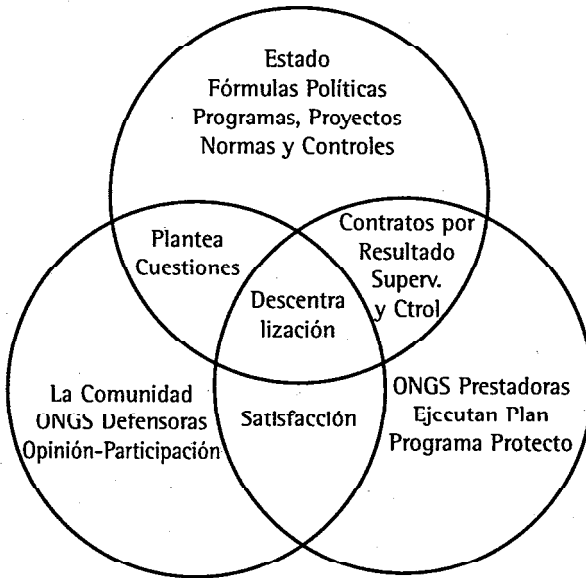 Estado
Fórmulas Políticas
Programas, Proyectos
Normas y Controles
Plantea
Cuestiones
Contratos por
Resultado
Superv.
y Ctrol
Descentra
lización
La Comunidad
ONGS Defensoras
Opinión-Participación
Satisfacción
ONGS Prestadoras
Ejecutan Plan
Programa Protecto